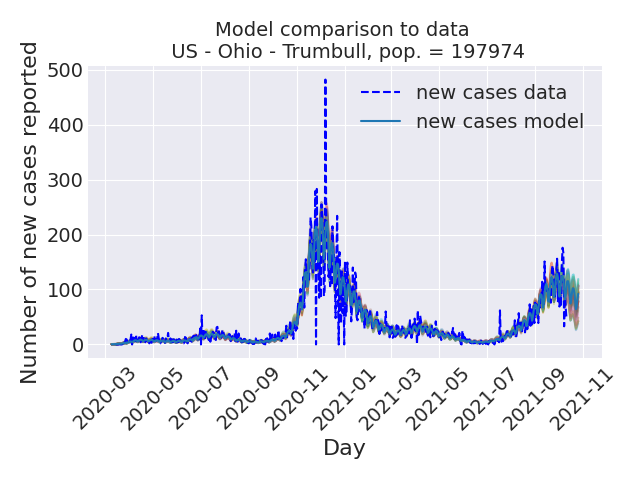 Model comparison to data
US - Ohio - Trumbull, pop. = 197974
Number of new cases reported
500
400
300
200
100
0
new cases data
new cases model
2020-03
2020-05
2020-07
2020-09
2020-11
2021-01
2021-03
2021-05
2021-07
2021-09
2021-11
Day